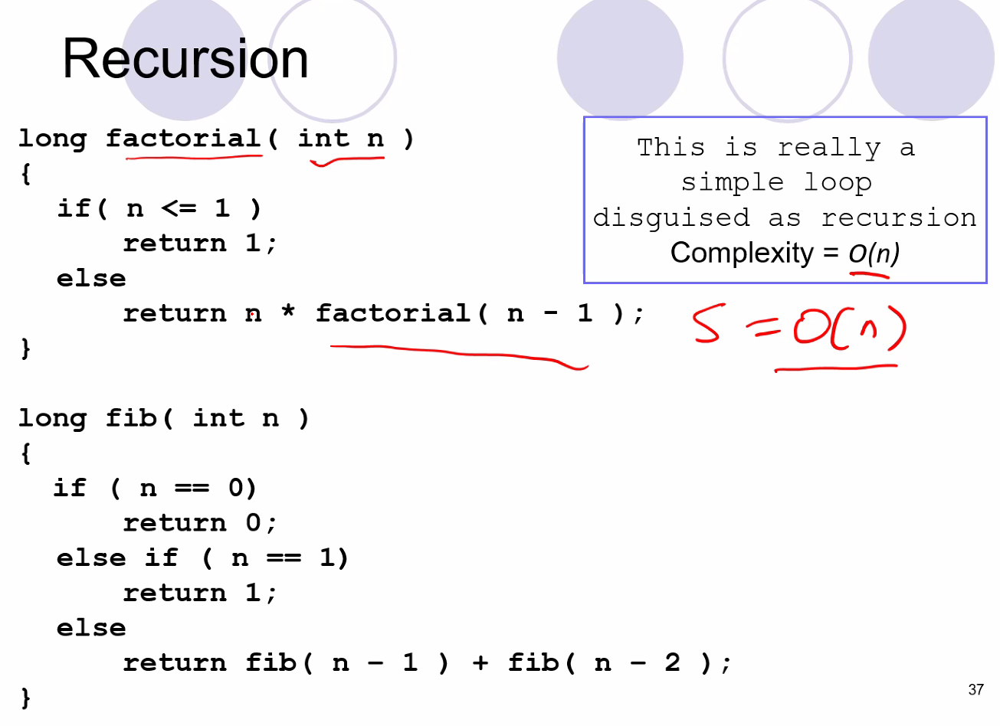 Recursion
long factorial( int n )
{
if( n <= 1 )
return 1;
else
return n * factorial( n - 1 );
}
This is really a
simple loop
disguised as recursion
Complexity = O(n)
S = O(n)
long fib( int n )
{
if ( n == 0)
return 0;
else if ( n == 1)
return 1;
else
return fib( n – 1 ) + fib( n – 2 );
}
37